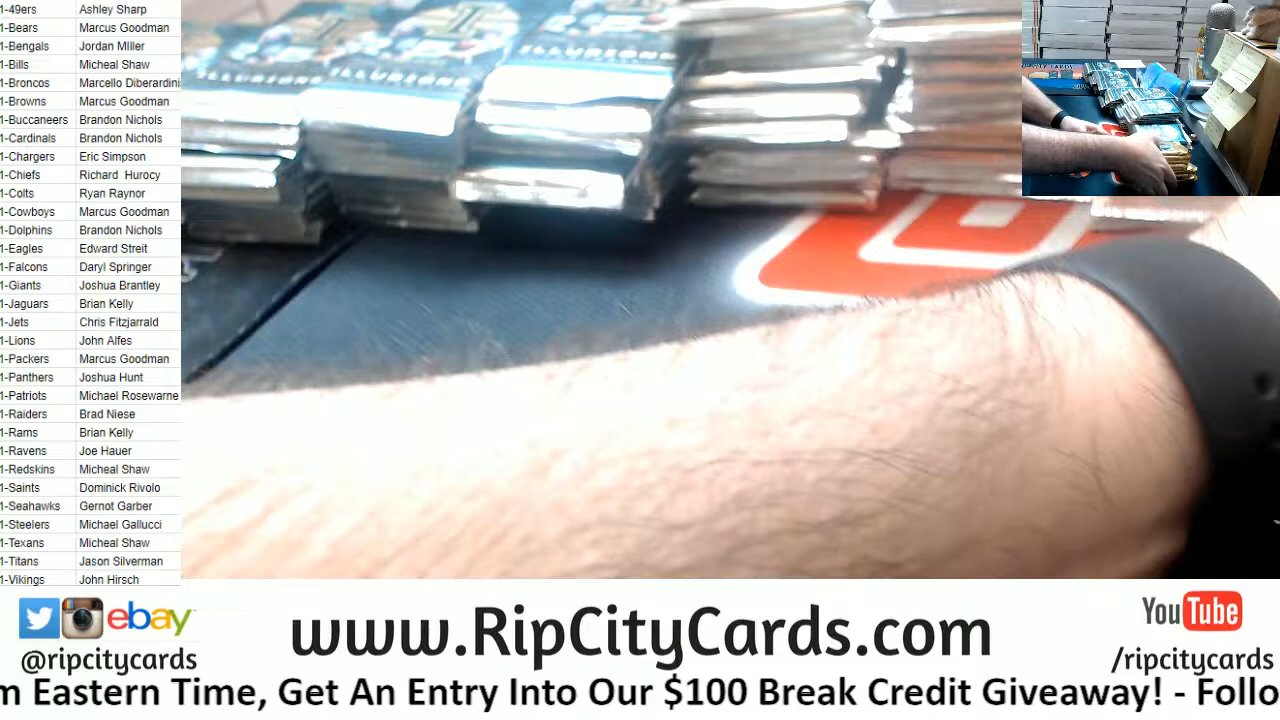 1-49ers Ashley Sharp
1-Bears Marcus Goodman
1-Bengals Jordan MIller
1-Bills Micheal Shaw
1-Broncos Marcello Diberardini
1-Browns Marcus Goodman
1-Buccaneers Brandon Nichols
1-Cardinals Brandon Nichols
1-Chargers Eric Simpson
1-Chiefs Richard Hurocy
1-Colts Ryan Raynor
1-Cowboys Marcus Goodman
1-Dolphins Brandon Nichols
1-Eagles Edward Streit
1-Falcons Daryl Springer
1-Giants Joshua Brantley
1-Jaguars Brian Kelly
1-Jets Chris Fitzjarrald
1-Lions John Alfes
1-Packers Marcus Goodman
1-Panthers Joshua Hunt
1-Patriots Michael Rosewarne
1-Raiders Brad Niese
1-Rams Brian Kelly
1-Ravens Joe Hauer
1-Redskins Micheal Shaw
1-Saints Dominick Rivolo
1-Seahawks Gernot Garber
1-Steelers Michael Gallucci
1-Texans Micheal Shaw
1-Titans Jason Silverman
1-Vikings John Hirsch
ILLUSIONS
ebay
@ripcitycards
www.RipCityCards.com
YouTube
/ripcitycards
m Eastern Time, Get An Entry Into Our $100 Break Credit Giveaway! - Follo